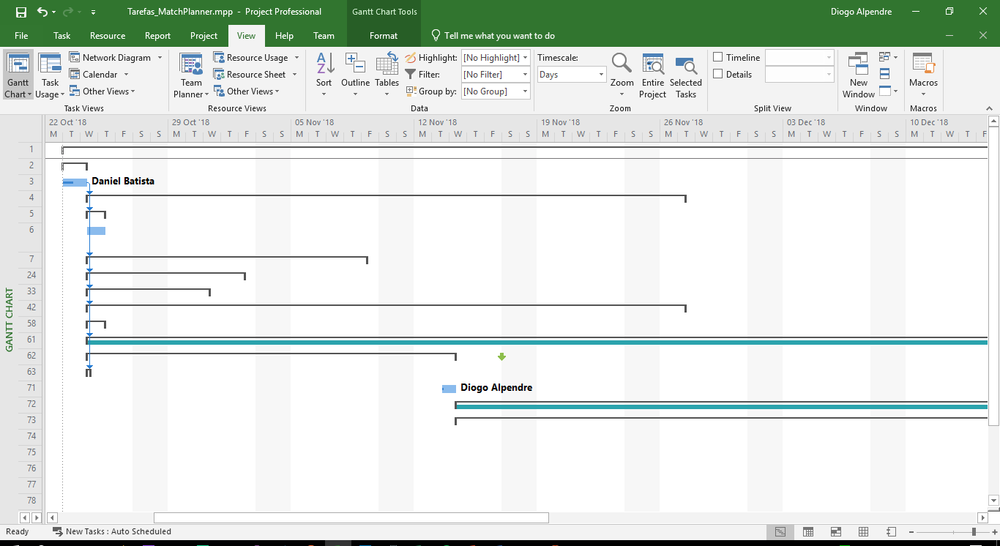 Tarefas_MatchPlanner.mpp - Project Professional
Gantt Chart Tools
Diogo Alpendre
File Task Resource Report Project View Help Team Format Tell me what you want to do
Gantt Chart
Task Usage
Network Diagram
Calendar
Other Views
Task Views
Team Planner
Resource Usage
Resource Sheet
Other Views
Resource Views
Sort
Outline
Tables
Highlight: [No Highlight]
Filter: [No Filter]
Group by: [No Group]
Data
Timescale:
Days
Zoom
Entire Project
Selected Tasks
Zoom
Timeline
Details
Split View
New Window
Window
Macros
Macros
22 Oct '18 29 Oct '18 05 Nov '18 12 Nov '18 19 Nov '18 26 Nov '18 03 Dec '18 10 Dec '18
M T W T F S S M T W T F S S M T W T F S S M T W T F S S M T W T F S S M T W T F S S M T W T F S S M T W T F
1
2
3 Daniel Batista
4
5
6
7
24
33
42
58
61
62
63
71 Diogo Alpendre
72
73
74
75
76
77
78
GANTT CHART
Ready New Tasks : Auto Scheduled